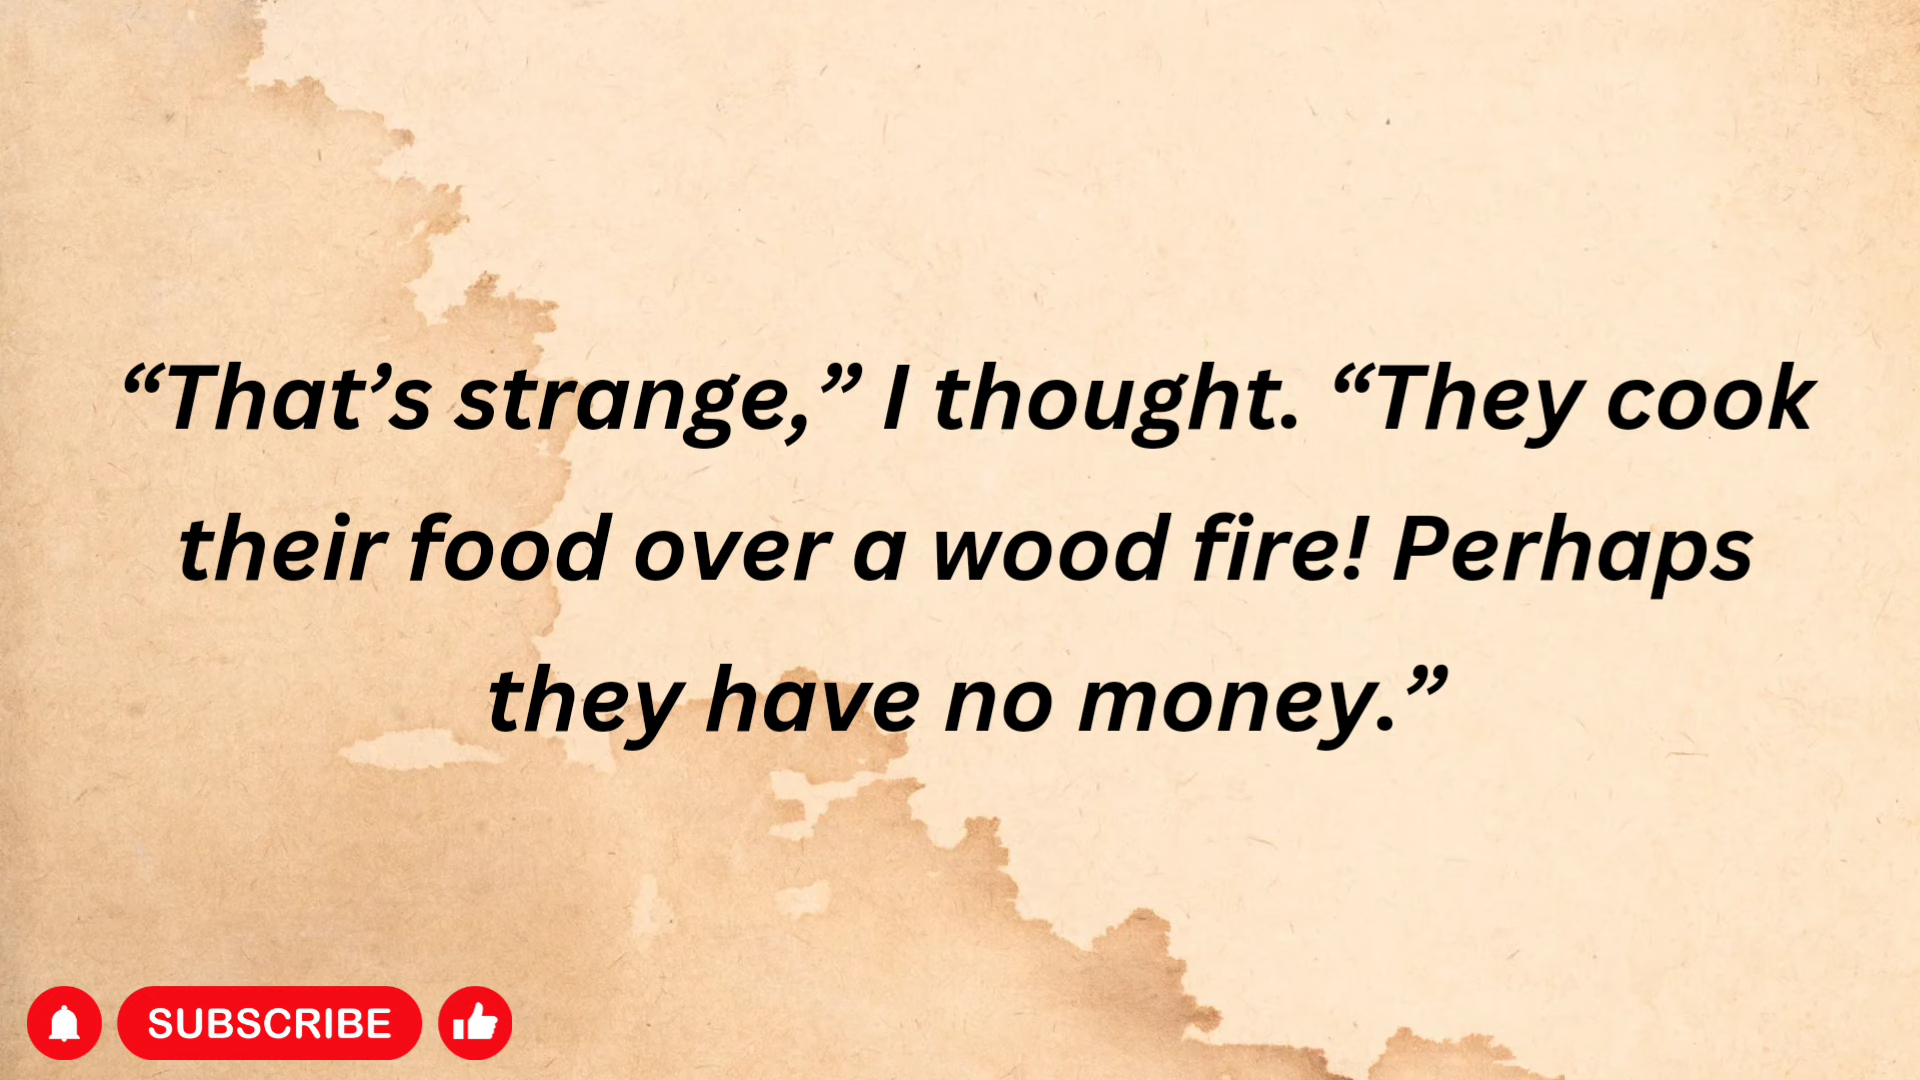 “That’s strange,” I thought. “They cook
their food over a wood fire! Perhaps
they have no money.”
SUBSCRIBE